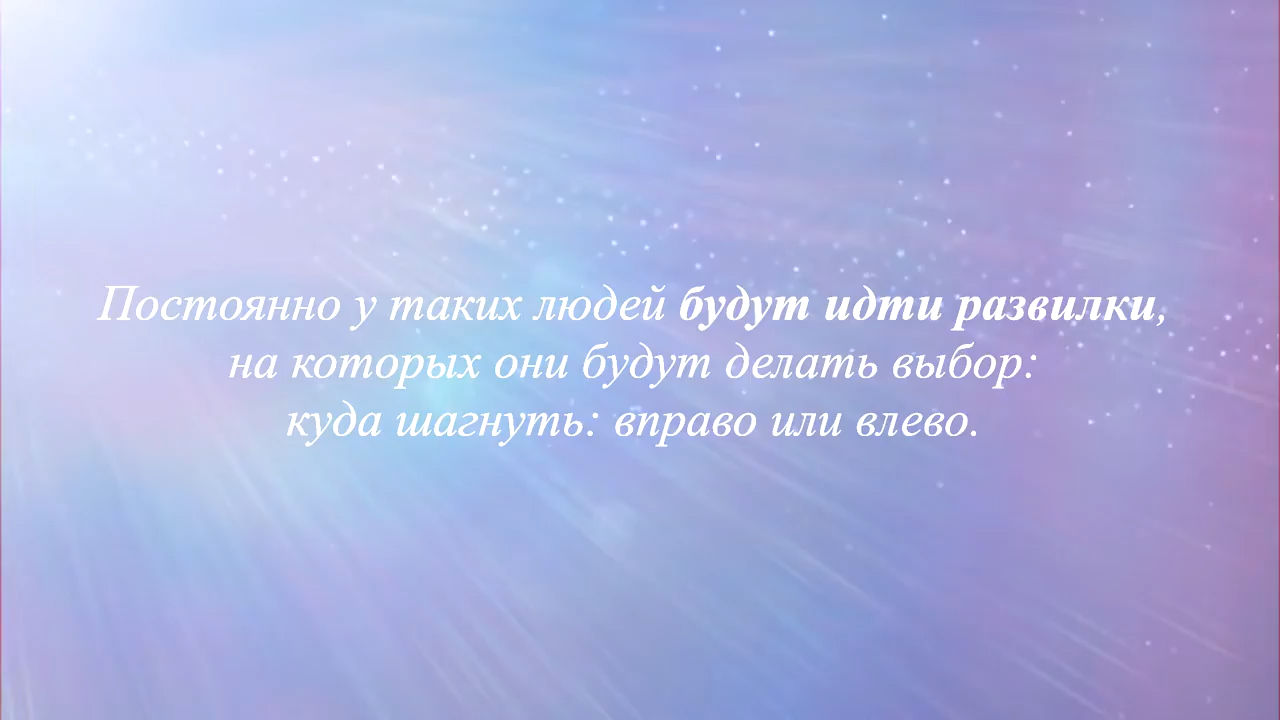 Постоянно у таких людей будут идти развилки,
на которых они будут делать выбор:
куда шагнуть: вправо или влево.